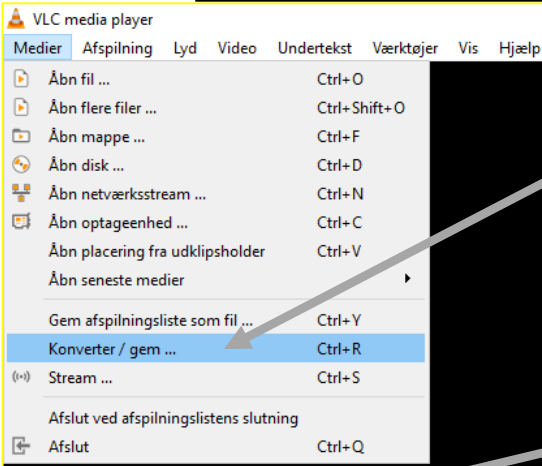 VLC media player
Medier Afspilning Lyd Video Undertekst Værktøjer Vis Hjælp
Åbn fil ... Ctrl+O
Åbn flere filer ... Ctrl+Shift+O
Åbn mappe ... Ctrl+F
Åbn disk ... Ctrl+D
Åbn netværksstream ... Ctrl+N
Åbn optageenhed ... Ctrl+C
Åbn placering fra udklipsholder Ctrl+V
Åbn seneste medier
Gem afspilningsliste som fil ... Ctrl+Y
Konverter / gem ... Ctrl+R
Stream ... Ctrl+S
Afslut ved afspilningslistens slutning
Afslut Ctrl+Q